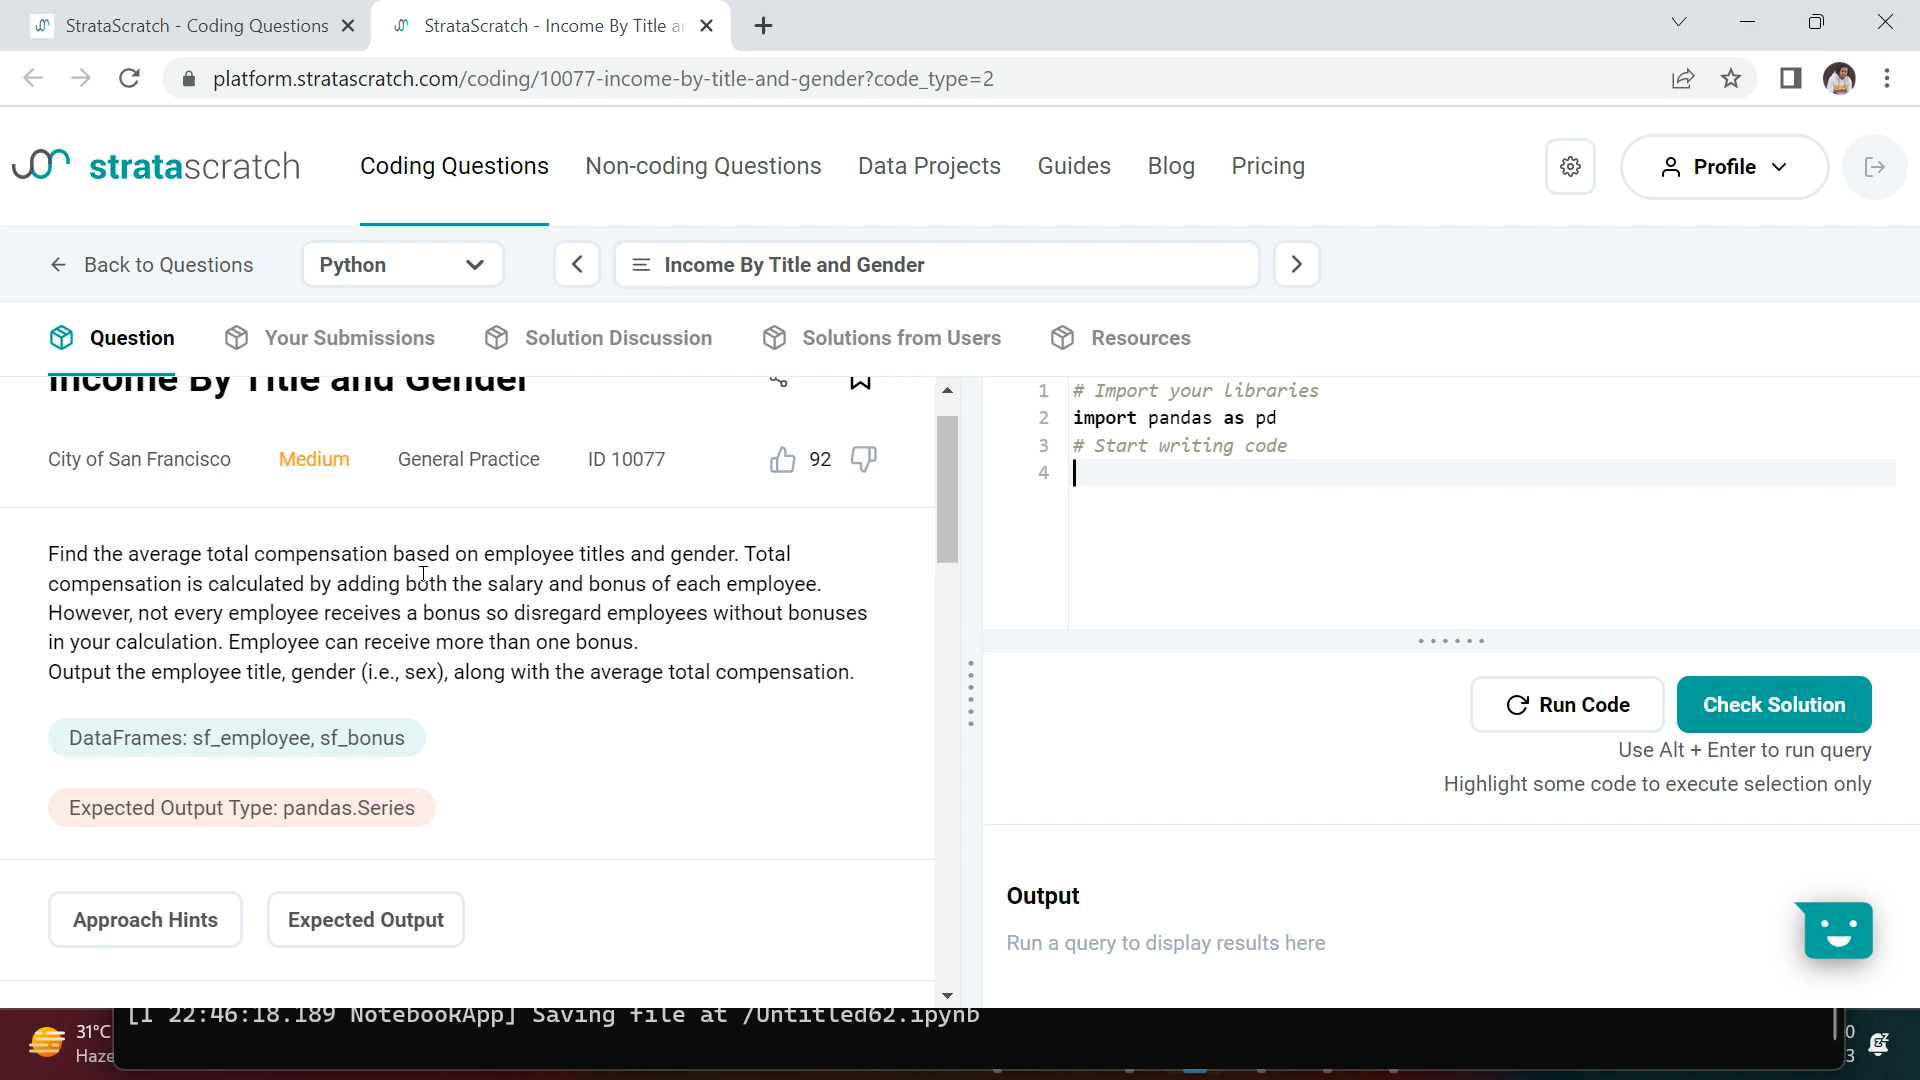 StrataScratch - Coding Questions
StrataScratch - Income By Title ar
platform.stratascratch.com/coding/10077-income-by-title-and-gender?code_type=2
stratascratch
Coding Questions
Non-coding Questions
Data Projects
Guides
Blog
Pricing
Profile
Back to Questions
Python
Income By Title and Gender
Question
Your Submissions
Solution Discussion
Solutions from Users
Resources
Income By Title and Gender
City of San Francisco
Medium
General Practice
ID 10077
92
Find the average total compensation based on employee titles and gender. Total
compensation is calculated by adding both the salary and bonus of each employee.
However, not every employee receives a bonus so disregard employees without bonuses
in your calculation. Employee can receive more than one bonus.
Output the employee title, gender (i.e., sex), along with the average total compensation.
DataFrames: sf_employee, sf_bonus
Expected Output Type: pandas.Series
Approach Hints
Expected Output
1 # Import your libraries
2 import pandas as pd
3 # Start writing code
4
Run Code
Check Solution
Use Alt + Enter to run query
Highlight some code to execute selection only
Output
Run a query to display results here
[I 22:46:18.189 NotebookApp] Saving file at /Untitled62.ipynb
31°C
Haze
0
3